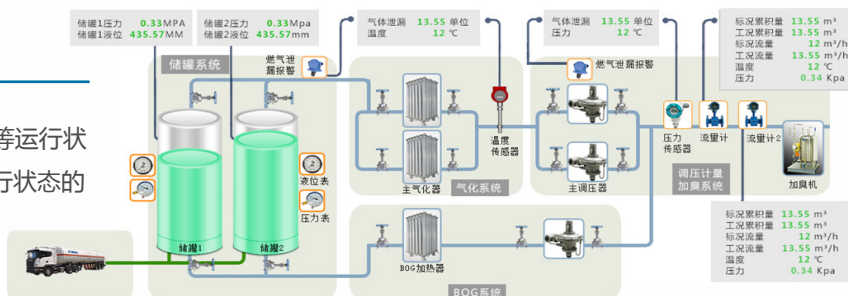 储罐1压力 0.33MPA
储罐1液位 435.57MM
储罐2压力 0.33Mpa
储罐2液位 435.57mm
气体泄漏 13.55 单位
温度 12 ℃
气体泄漏 13.55 单位
压力 12 ℃
标况累积量 13.55 m³
工况累积量 13.55 m³
标况流量 12 m³/h
工况流量 13.55 m³/h
温度 12 ℃
压力 0.34 Kpa
储罐系统
燃气泄
漏报警
燃气泄漏报警
等运行状
行状态的
温度
传感器
压力
传感器
流量计
流量计2
液位表
压力表
主气化器
气化系统
主调压器
调压计量
加臭系统
加臭机
储罐1
储罐2
BOG加热器
BOG系统
标况累积量 13.55 m³
工况累积量 13.55 m³
标况流量 12 m³/h
工况流量 13.55 m³/h
温度 12 ℃
压力 0.34 Kpa